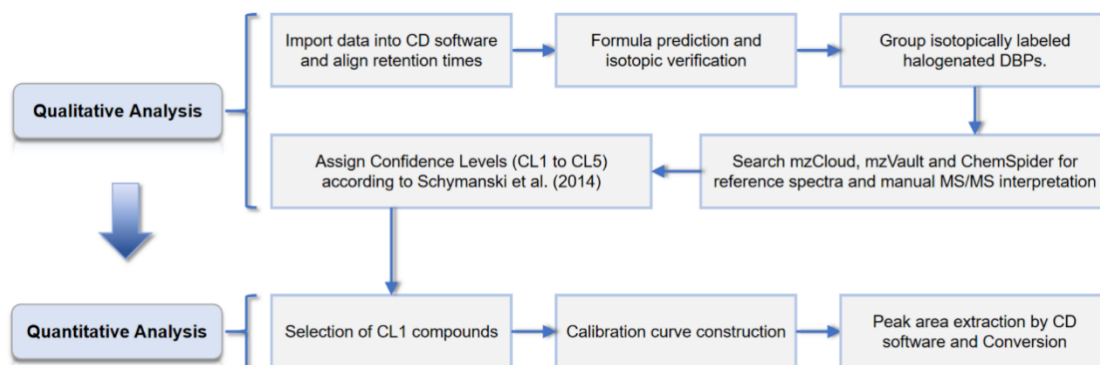 Import data into CD software
and align retention times
Formula prediction and
isotopic verification
Group isotopically labeled
halogenated DBPs.
Qualitative Analysis
Assign Confidence Levels (CL1 to CL5)
according to Schymanski et al. (2014)
Search mzCloud, mzVault and ChemSpider for
reference spectra and manual MS/MS interpretation
Quantitative Analysis
Selection of CL1 compounds
Calibration curve construction
Peak area extraction by CD
software and Conversion